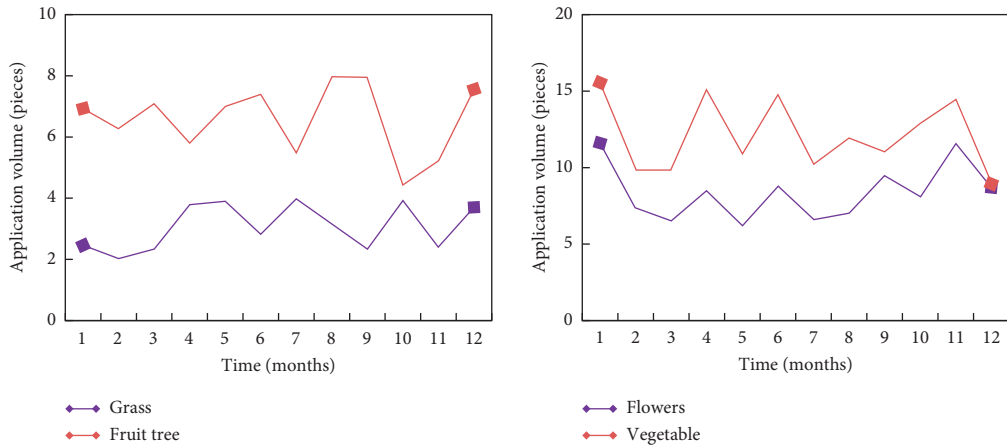 10
8
6
4
2
0
Application volume (pieces)
1 2 3 4 5 6 7 8 9 10 11 12
Time (months)
Grass
Fruit tree
20
15
10
5
0
Application volume (pieces)
1 2 3 4 5 6 7 8 9 10 11 12
Time (months)
Flowers
Vegetable